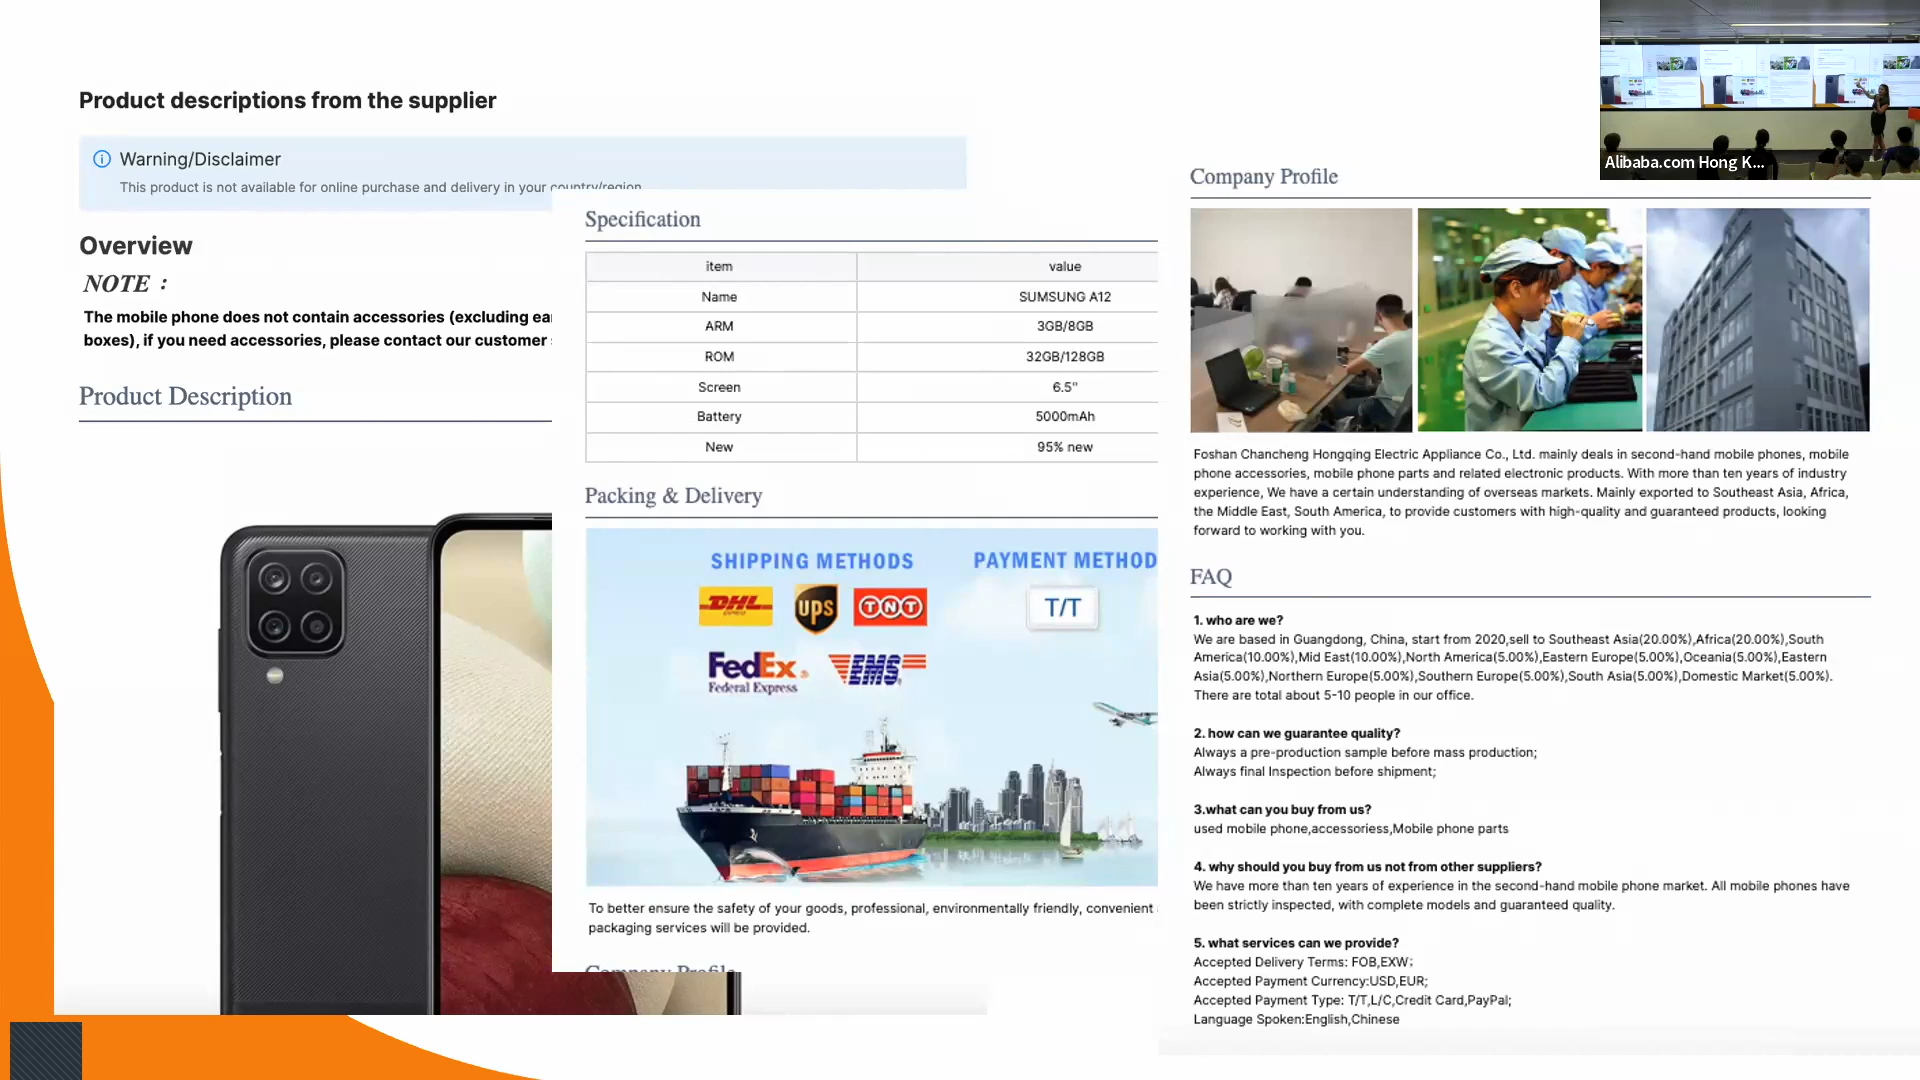 Product descriptions from the supplier
Warning/Disclaimer
This product is not available for online purchase and delivery in your country/region
Overview
NOTE :
The mobile phone does not contain accessories (excluding
boxes), if you need accessories, please contact our customer
Product Description
Specification
item value
Name SUMSUNG A12
ARM 3GB/8GB
ROM 32GB/128GB
Screen 6.5"
Battery 5000mAh
New 95% new
Packing & Delivery
SHIPPING METHODS
PAYMENT METHOD
DHL
UPS
TNT
T/T
FedEx
Federal Express
EMS
To better ensure the safety of your goods, professional, environmentally friendly, convenient
packaging services will be provided.
Company Profile
Alibaba.com Hong K...
Company Profile
Foshan Chancheng Hongqing Electric Appliance Co., Ltd. mainly deals in second-hand mobile phones, mobile
phone accessories, mobile phone parts and related electronic products. With more than ten years of industry
experience, We have a certain understanding of overseas markets. Mainly exported to Southeast Asia, Africa,
the Middle East, South America, to provide customers with high-quality and guaranteed products, looking
forward to working with you.
FAQ
1. who are we?
We are based in Guangdong, China, start from 2020,sell to Southeast Asia(20.00%),Africa(20.00%),South
America(10.00%),Mid East(10.00%),North America(5.00%),Eastern Europe(5.00%),Oceania(5.00%),Eastern
Asia(5.00%),Northern Europe(5.00%),Southern Europe(5.00%),South Asia(5.00%),Domestic Market(5.00%).
There are total about 5-10 people in our office.
2. how can we guarantee quality?
Always a pre-production sample before mass production;
Always final Inspection before shipment;
3.what can you buy from us?
used mobile phone,accessoriess,Mobile phone parts
4. why should you buy from us not from other suppliers?
We have more than ten years of experience in the second-hand mobile phone market. All mobile phones have
been strictly inspected, with complete models and guaranteed quality.
5. what services can we provide?
Accepted Delivery Terms: FOB,EXW;
Accepted Payment Currency:USD,EUR;
Accepted Payment Type: T/T,L/C,Credit Card,PayPal;
Language Spoken:English,Chinese